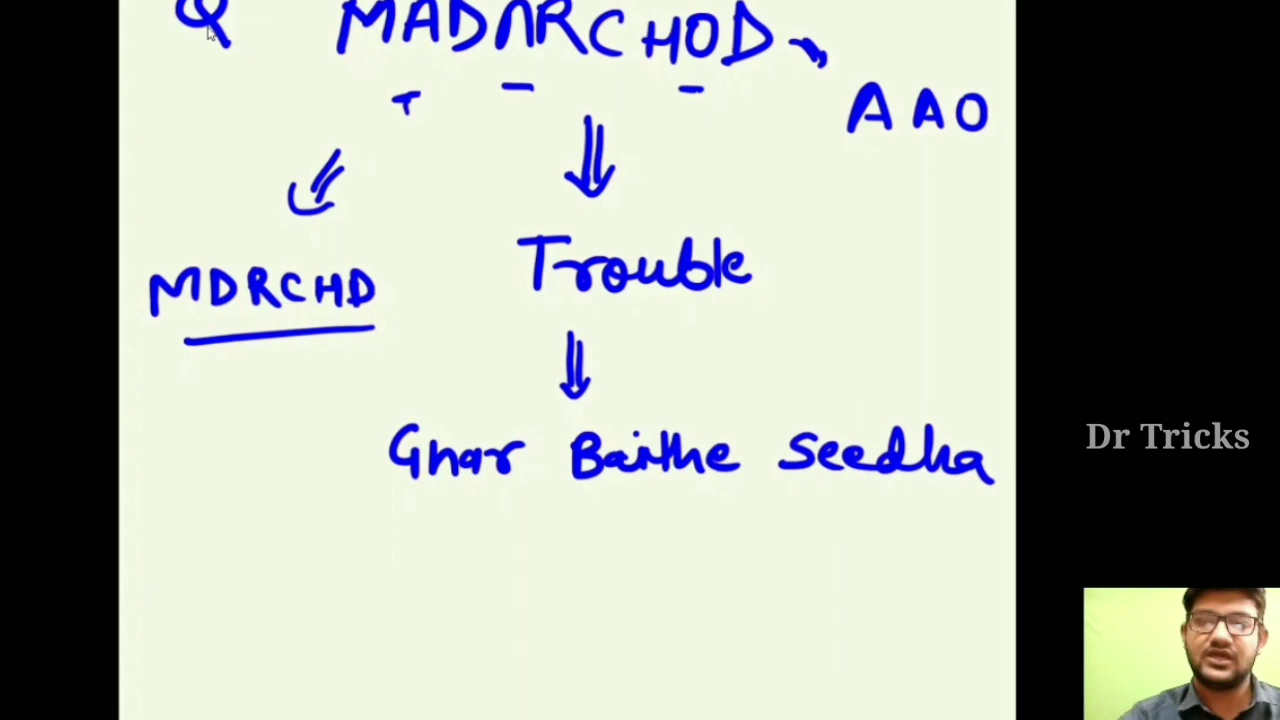 Q MADARCHOD
AAO
MDRCHD
Trouble
Ghar Baithe Seedha
Dr Tricks